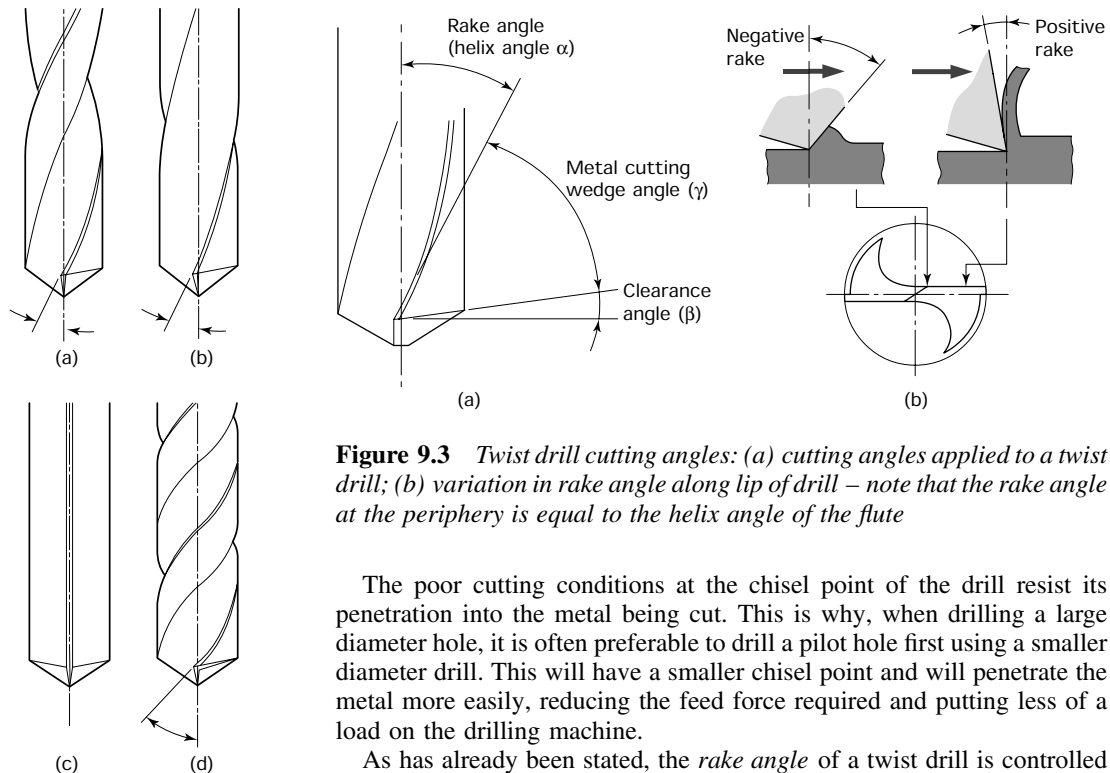 (a)
(b)
(c)
(d)
Rake angle
(helix angle α)
Metal cutting
wedge angle (γ)
Clearance
angle (β)
(a)
Negative
rake
Positive
rake
(b)
Figure 9.3 Twist drill cutting angles: (a) cutting angles applied to a twist
drill; (b) variation in rake angle along lip of drill – note that the rake angle
at the periphery is equal to the helix angle of the flute
The poor cutting conditions at the chisel point of the drill resist its
penetration into the metal being cut. This is why, when drilling a large
diameter hole, it is often preferable to drill a pilot hole first using a smaller
diameter drill. This will have a smaller chisel point and will penetrate the
metal more easily, reducing the feed force required and putting less of a
load on the drilling machine.
As has already been stated, the rake angle of a twist drill is controlled